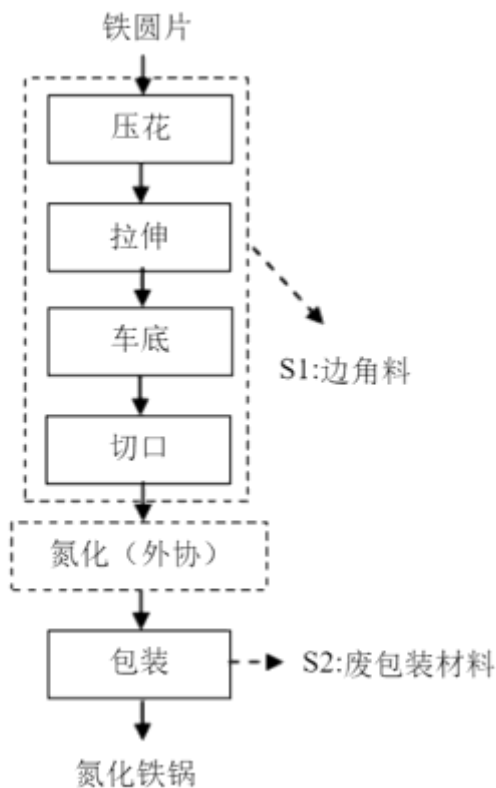 铁圆片
压花
拉伸
车底
S1:边角料
切口
氮化（外协）
包装
S2:废包装材料
氮化铁锅